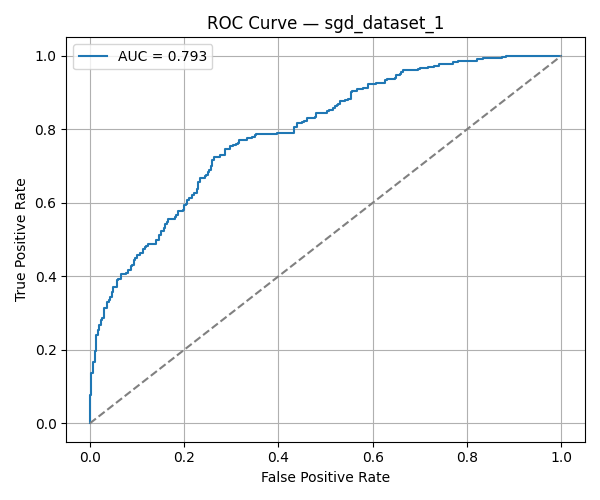 ROC Curve — sgd_dataset_1
AUC = 0.793
True Positive Rate
1.0
0.8
0.6
0.4
0.2
0.0
0.0 0.2 0.4 0.6 0.8 1.0
False Positive Rate